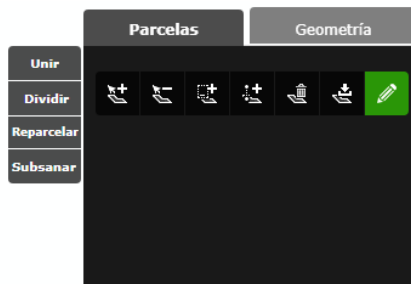 Parcelas
Geometría
Unir
Dividir
Reparcelar
Subsanar